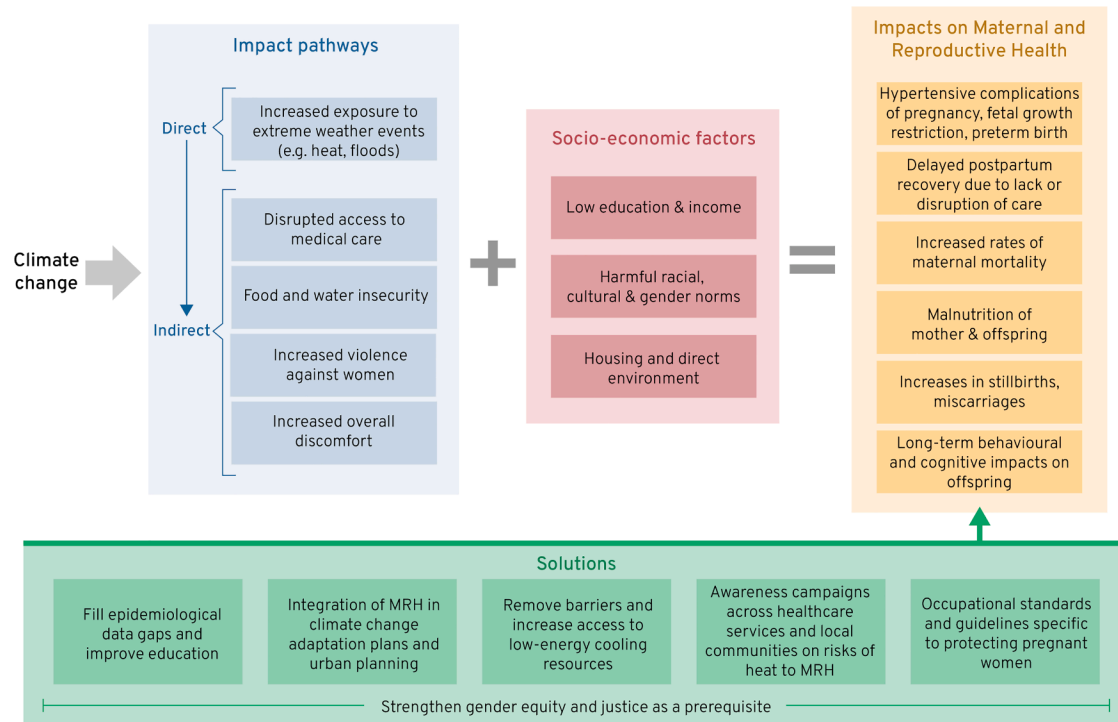 Climate
change
Impact pathways
Direct
Increased exposure to
extreme weather events
(e.g. heat, floods)
Indirect
Disrupted access to
medical care
Food and water insecurity
Increased violence
against women
Increased overall
discomfort
+
Socio-economic factors
Low education & income
Harmful racial,
cultural & gender norms
Housing and direct
environment
=
Impacts on Maternal and
Reproductive Health
Hypertensive complications
of pregnancy, fetal growth
restriction, preterm birth
Delayed postpartum
recovery due to lack or
disruption of care
Increased rates of
maternal mortality
Malnutrition of
mother & offspring
Increases in stillbirths,
miscarriages
Long-term behavioural
and cognitive impacts on
offspring
Solutions
Fill epidemiological
data gaps and
improve education
Integration of MRH in
climate change
adaptation plans and
urban planning
Remove barriers and
increase access to
low-energy cooling
resources
Awareness campaigns
across healthcare
services and local
communities on risks of
heat to MRH
Occupational standards
and guidelines specific
to protecting pregnant
women
Strengthen gender equity and justice as a prerequisite